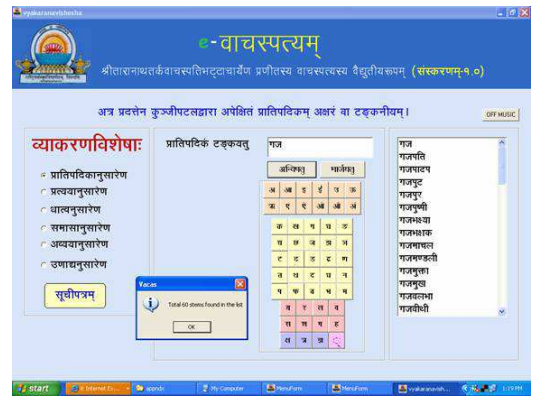 vyakaranavishesha
e-वाचस्पत्यम्
श्रीतारानाथतर्कवाचस्पतिभट्टाचार्येण प्रणीतस्य वाचस्पत्यस्य वैद्युतीयरूपम् (संस्करणम्-१.०)
अत्र प्रदत्तेन कुञ्जीपटलद्वारा अपेक्षितं प्रातिपदिकम् अक्षरं वा टङ्कनीयम्।
OFF MUSIC
व्याकरणविशेषाः
प्रातिपदिकानुसारेण
प्रत्ययानुसारेण
धात्वनुसारेण
समासानुसारेण
अव्ययानुसारेण
उणाद्यनुसारेण
सूचीपत्रम्
प्रातिपदिकं टङ्कयतु
गज
अन्विषतु मार्जयतु
अ आ इ ई उ ऊ
ए ऐ ओ औ अं
क ख ग घ ङ
च छ ज झ ञ
ट ठ ड ढ ण
त थ द ध न
प फ ब भ म
य र ल व
श स ष ह
क्ष त्र ज्ञ
Vacas
Total 60 stems found in the list
OK
गज
गजपति
गजपादप
गजपुट
गजपुर
गजपुष्पी
गजभक्ष्या
गजभक्षक
गजमाचल
गजमण्डली
गजमुक्ता
गजमुख
गजवल्लभा
गजवीथी
start
Internet Ex...
appndx
My Computer
MenuForm
MenuForm
vyakaranavish...
1:19 PM